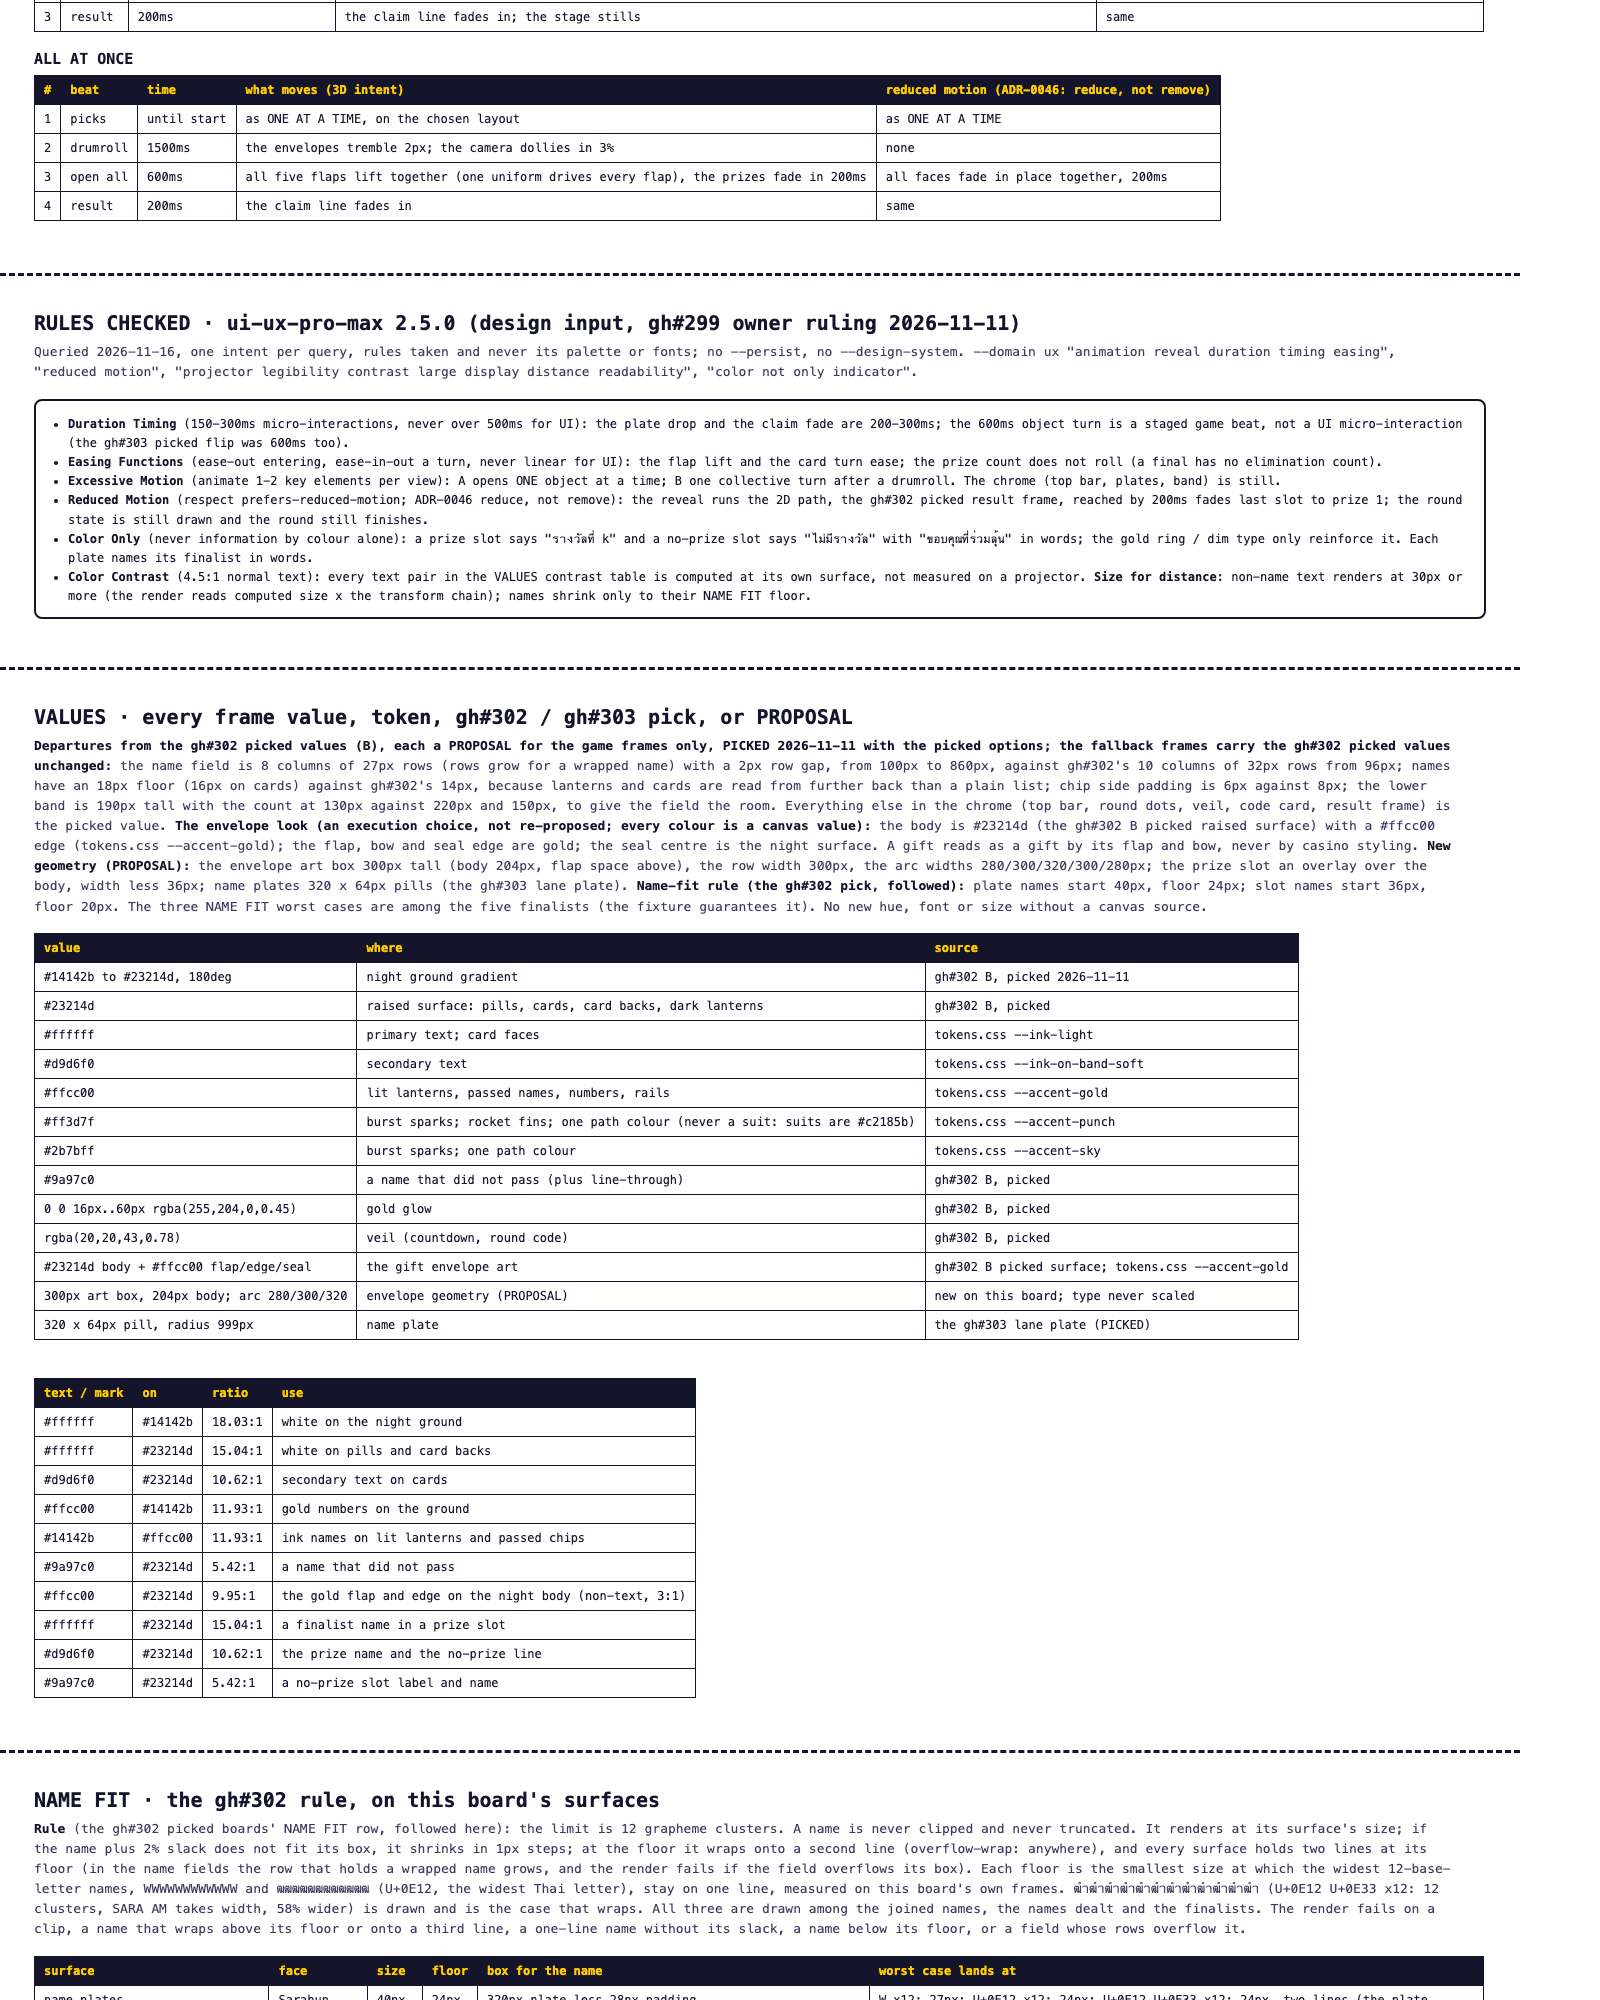 3 result 200ms the claim line fades in; the stage stills same
ALL AT ONCE
# beat time what moves (3D intent) reduced motion (ADR-0046: reduce, not remove)
1 picks until start as ONE AT A TIME, on the chosen layout as ONE AT A TIME
2 drumroll 1500ms the envelopes tremble 2px; the camera dollies in 3% none
3 open all 600ms all five flaps lift together (one uniform drives every flap), the prizes fade in 200ms all faces fade in place together, 200ms
4 result 200ms the claim line fades in same
RULES CHECKED · ui-ux-pro-max 2.5.0 (design input, gh#299 owner ruling 2026-11-11)
Queried 2026-11-16, one intent per query, rules taken and never its palette or fonts; no --persist, no --design-system. --domain ux "animation reveal duration timing easing",
"reduced motion", "projector legibility contrast large display distance readability", "color not only indicator".
• Duration Timing (150-300ms micro-interactions, never over 500ms for UI): the plate drop and the claim fade are 200-300ms; the 600ms object turn is a staged game beat, not a UI micro-interaction
(the gh#303 picked flip was 600ms too).
• Easing Functions (ease-out entering, ease-in-out a turn, never linear for UI): the flap lift and the card turn ease; the prize count does not roll (a final has no elimination count).
• Excessive Motion (animate 1-2 key elements per view): A opens ONE object at a time; B one collective turn after a drumroll. The chrome (top bar, plates, band) is still.
• Reduced Motion (respect prefers-reduced-motion; ADR-0046 reduce, not remove): the reveal runs the 2D path, the gh#302 picked result frame, reached by 200ms fades last slot to prize 1; the round
state is still drawn and the round still finishes.
• Color Only (never information by colour alone): a prize slot says "รางวัลที่ k" and a no-prize slot says "ไม่มีรางวัล" with "ขอบคุณที่ร่วมลุ้น" in words; the gold ring / dim type only reinforce it. Each
plate names its finalist in words.
• Color Contrast (4.5:1 normal text): every text pair in the VALUES contrast table is computed at its own surface, not measured on a projector. Size for distance: non-name text renders at 30px or
more (the render reads computed size x the transform chain); names shrink only to their NAME FIT floor.
VALUES · every frame value, token, gh#302 / gh#303 pick, or PROPOSAL
Departures from the gh#302 picked values (B), each a PROPOSAL for the game frames only, PICKED 2026-11-11 with the picked options; the fallback frames carry the gh#302 picked values
unchanged: the name field is 8 columns of 27px rows (rows grow for a wrapped name) with a 2px row gap, from 100px to 860px, against gh#302's 10 columns of 32px rows from 96px; names
have an 18px floor (16px on cards) against gh#302's 14px, because lanterns and cards are read from further back than a plain list; chip side padding is 6px against 8px; the lower
band is 190px tall with the count at 130px against 220px and 150px, to give the field the room. Everything else in the chrome (top bar, round dots, veil, code card, result frame) is
the picked value. The envelope look (an execution choice, not re-proposed; every colour is a canvas value): the body is #23214d (the gh#302 B picked raised surface) with a #ffcc00
edge (tokens.css --accent-gold); the flap, bow and seal edge are gold; the seal centre is the night surface. A gift reads as a gift by its flap and bow, never by casino styling. New
geometry (PROPOSAL): the envelope art box 300px tall (body 204px, flap space above), the row width 300px, the arc widths 280/300/320/300/280px; the prize slot an overlay over the
body, width less 36px; name plates 320 x 64px pills (the gh#303 lane plate). Name-fit rule (the gh#302 pick, followed): plate names start 40px, floor 24px; slot names start 36px,
floor 20px. The three NAME FIT worst cases are among the five finalists (the fixture guarantees it). No new hue, font or size without a canvas source.
value where source
#14142b to #23214d, 180deg night ground gradient gh#302 B, picked 2026-11-11
#23214d raised surface: pills, cards, card backs, dark lanterns gh#302 B, picked
#ffffff primary text; card faces tokens.css --ink-light
#d9d6f0 secondary text tokens.css --ink-on-band-soft
#ffcc00 lit lanterns, passed names, numbers, rails tokens.css --accent-gold
#ff3d7f burst sparks; rocket fins; one path colour (never a suit: suits are #c2185b) tokens.css --accent-punch
#2b7bff burst sparks; one path colour tokens.css --accent-sky
#9a97c0 a name that did not pass (plus line-through) gh#302 B, picked
0 0 16px..60px rgba(255,204,0,0.45) gold glow gh#302 B, picked
rgba(20,20,43,0.78) veil (countdown, round code) gh#302 B, picked
#23214d body + #ffcc00 flap/edge/seal the gift envelope art gh#302 B picked surface; tokens.css --accent-gold
300px art box, 204px body; arc 280/300/320 envelope geometry (PROPOSAL) new on this board; type never scaled
320 x 64px pill, radius 999px name plate the gh#303 lane plate (PICKED)
text / mark on ratio use
#ffffff #14142b 18.03:1 white on the night ground
#ffffff #23214d 15.04:1 white on pills and card backs
#d9d6f0 #23214d 10.62:1 secondary text on cards
#ffcc00 #14142b 11.93:1 gold numbers on the ground
#14142b #ffcc00 11.93:1 ink names on lit lanterns and passed chips
#9a97c0 #23214d 5.42:1 a name that did not pass
#ffcc00 #23214d 9.95:1 the gold flap and edge on the night body (non-text, 3:1)
#ffffff #23214d 15.04:1 a finalist name in a prize slot
#d9d6f0 #23214d 10.62:1 the prize name and the no-prize line
#9a97c0 #23214d 5.42:1 a no-prize slot label and name
NAME FIT · the gh#302 rule, on this board's surfaces
Rule (the gh#302 picked boards' NAME FIT row, followed here): the limit is 12 grapheme clusters. A name is never clipped and never truncated. It renders at its surface's size; if
the name plus 2% slack does not fit its box, it shrinks in 1px steps; at the floor it wraps onto a second line (overflow-wrap: anywhere), and every surface holds two lines at its
floor (in the name fields the row that holds a wrapped name grows, and the render fails if the field overflows its box). Each floor is the smallest size at which the widest 12-base-
letter names, WWWWWWWWWWWW and ฒฒฒฒฒฒฒฒฒฒฒฒ (U+0E12, the widest Thai letter), stay on one line, measured on this board's own frames. ฒำฒำฒำฒำฒำฒำฒำฒำฒำฒำฒำฒำ (U+0E12 U+0E33 x12: 12
clusters, SARA AM takes width, 58% wider) is drawn and is the case that wraps. All three are drawn among the joined names, the names dealt and the finalists. The render fails on a
clip, a name that wraps above its floor or onto a third line, a one-line name without its slack, a name below its floor, or a field whose rows overflow it.
surface face size floor box for the name worst case lands at
name plates Sarabun 40px 24px 320px plate less 28px padding W x12: 27px; U+0E12 x12: 24px; U+0E12 U+0E33 x12: 24px, two lines (the plate